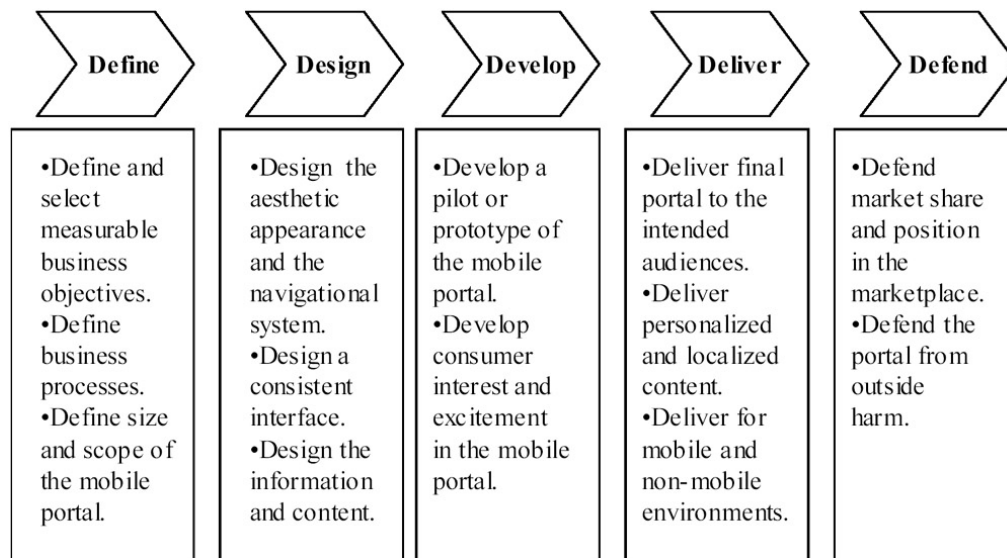 Define
Design
Develop
Deliver
Defend
•Define and
select
measurable
business
objectives.
•Define
business
processes.
•Define size
and scope of
the mobile
portal.
•Design the
aesthetic
appearance
and the
navigational
system.
•Design a
consistent
interface.
•Design the
information
and content.
•Develop a
pilot or
prototype of
the mobile
portal.
•Develop
consumer
interest and
excitement
in the mobile
portal.
•Deliver final
portal to the
intended
audiences.
•Deliver
personalized
and localized
content.
•Deliver for
mobile and
non-mobile
environments.
•Defend
market share
and position
in the
marketplace.
•Defend the
portal from
outside
harm.